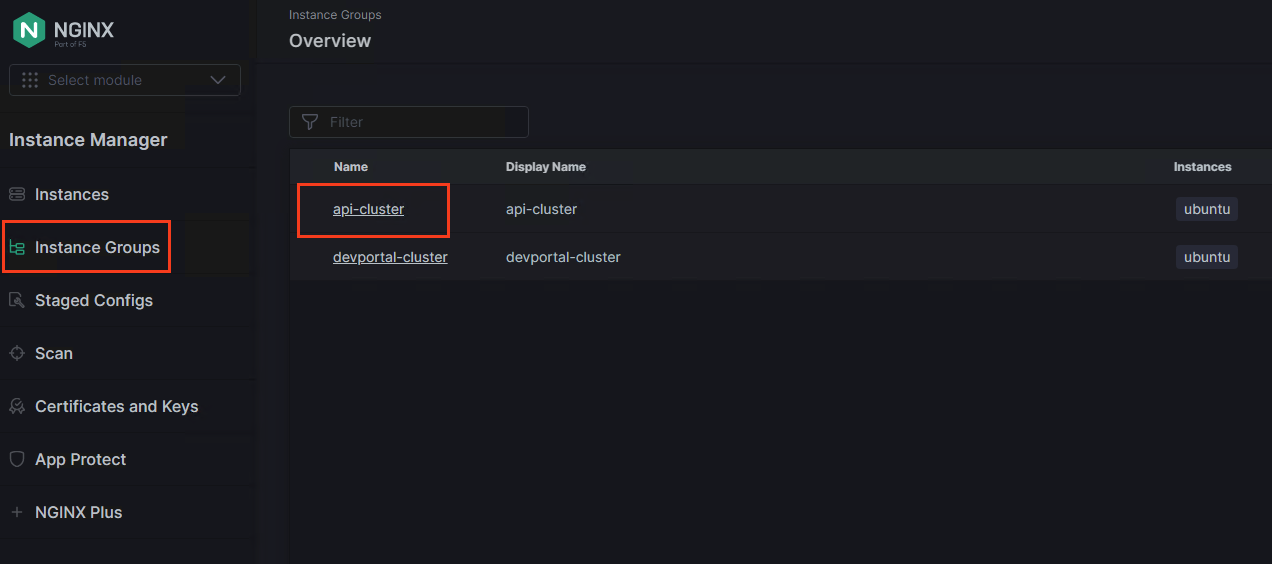 NGINX
Part of F5
Select module
Instance Manager
Instances
Instance Groups
Staged Configs
Scan
Certificates and Keys
App Protect
NGINX Plus
Instance Groups
Overview
Filter
Name Display Name Instances
api-cluster api-cluster ubuntu
devportal-cluster devportal-cluster ubuntu